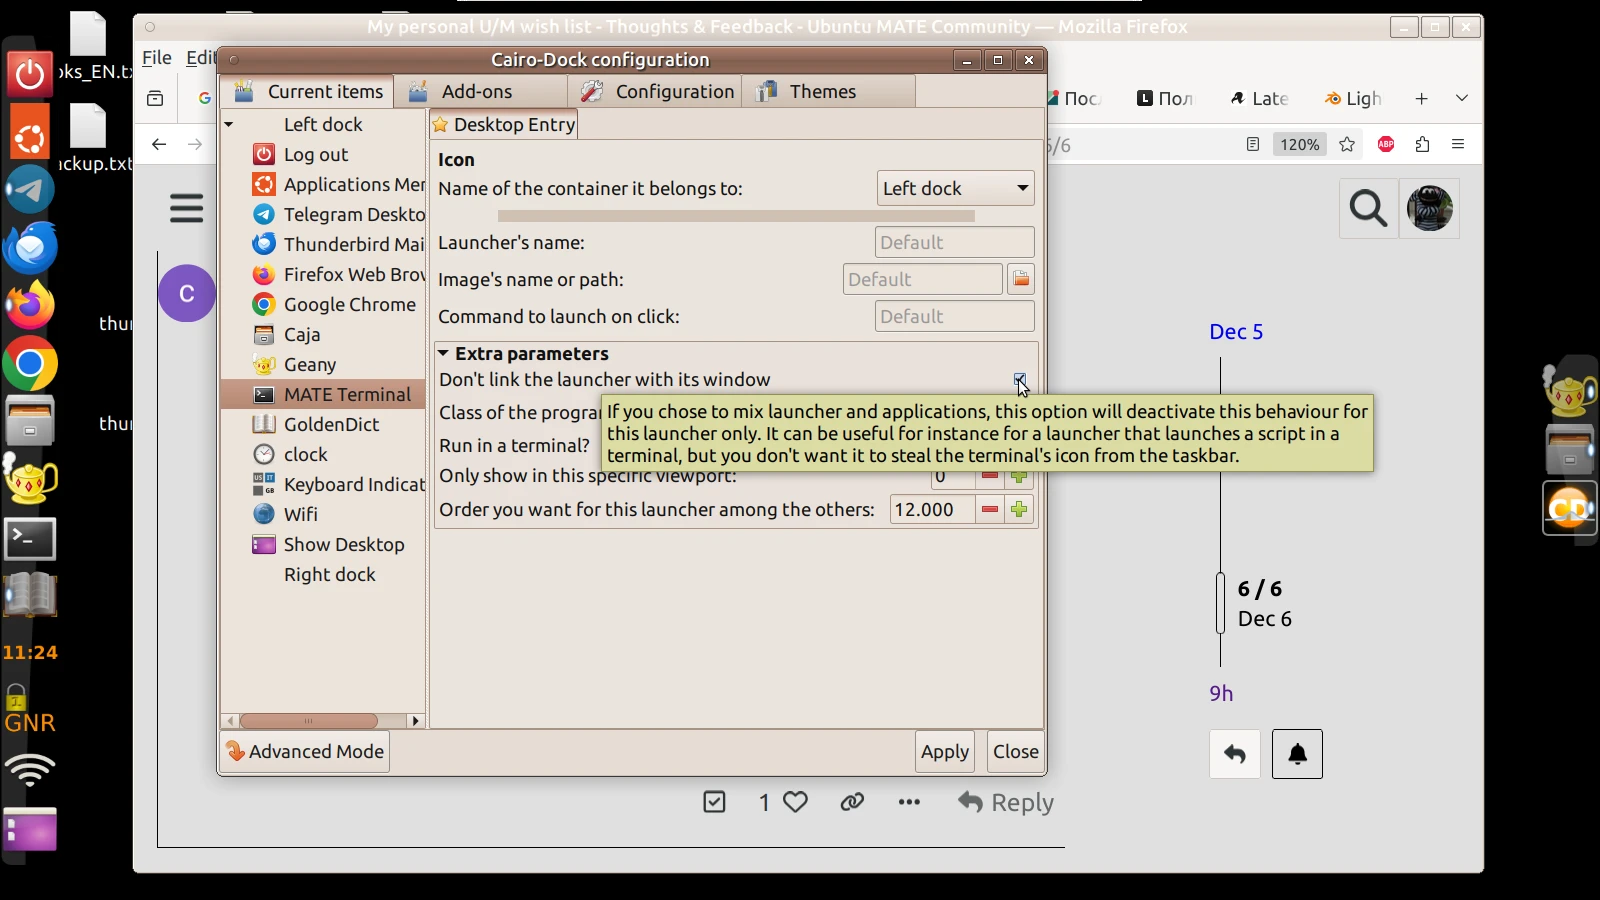 My personal U/M wish list - Thoughts & Feedback - Ubuntu MATE Community — Mozilla Firefox
File Edit
Cairo-Dock configuration
ks_EN.tx
ckup.txt
thur
thu
Current items
Add-ons
Configuration
Themes
Пос
Пол
Late
Ligh
/6
120%
ABP
C
Left dock
Log out
Applications Mer
Telegram Deskto
Thunderbird Mai
Firefox Web Brow
Google Chrome
Caja
Geany
MATE Terminal
GoldenDict
clock
Keyboard Indicat
Wifi
Show Desktop
Right dock
Desktop Entry
Icon
Name of the container it belongs to:
Left dock
Launcher's name:
Default
Image's name or path:
Default
Command to launch on click:
Default
Extra parameters
Don't link the launcher with its window
Class of the progra
Run in a terminal?
If you chose to mix launcher and applications, this option will deactivate this behaviour for
this launcher only. It can be useful for instance for a launcher that launches a script in a
terminal, but you don't want it to steal the terminal's icon from the taskbar.
Only show in this specific viewport:
0
Order you want for this launcher among the others:
12.000
Advanced Mode
Apply
Close
Dec 5
6 / 6
Dec 6
9h
1
Reply
11:24
GNR
CD